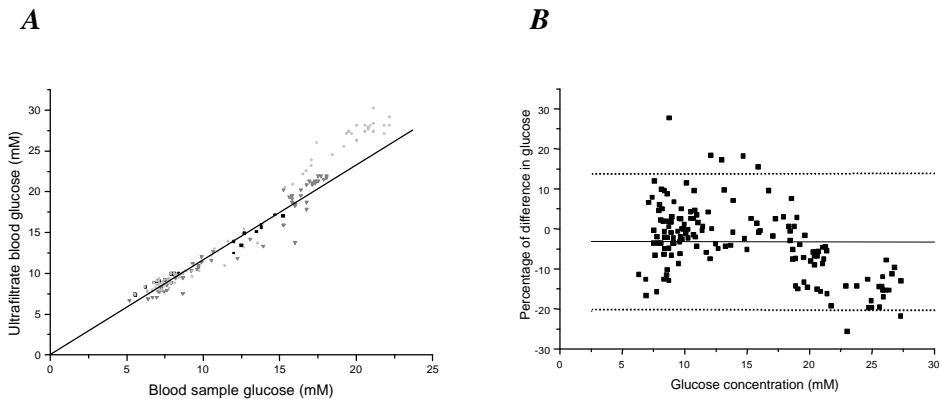 A
B
Ultrafiltrate blood glucose (mM)
30
25
20
15
10
5
0
0 5 10 15 20 25
Blood sample glucose (mM)
Percentage of difference in glucose
30
20
10
0
-10
-20
-30
0 5 10 15 20 25 30
Glucose concentration (mM)